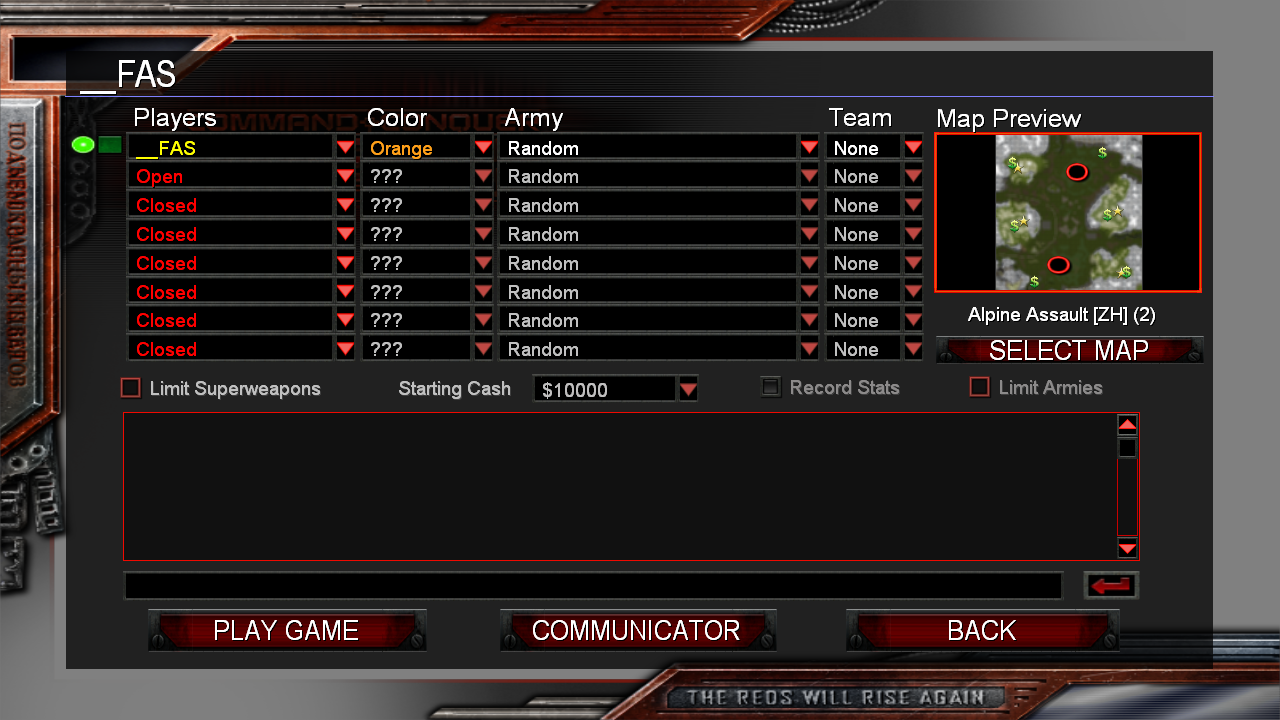 __FAS
Players Color Army Team Map Preview
__FAS Orange Random None
Open ??? Random None
Closed ??? Random None
Closed ??? Random None
Closed ??? Random None
Closed ??? Random None
Closed ??? Random None
Closed ??? Random None
Alpine Assault [ZH] (2)
SELECT MAP
Limit Superweapons Starting Cash $10000 Record Stats Limit Armies
PLAY GAME COMMUNICATOR BACK
THE REDS WILL RISE AGAIN